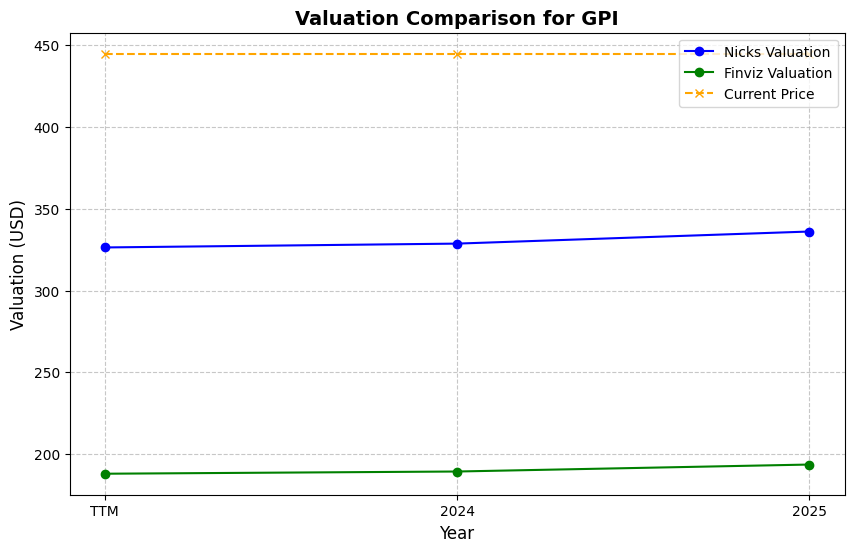 Valuation Comparison for GPI
Nicks Valuation
Finviz Valuation
Current Price
Valuation (USD)
450
400
350
300
250
200
TTM
2024
2025
Year